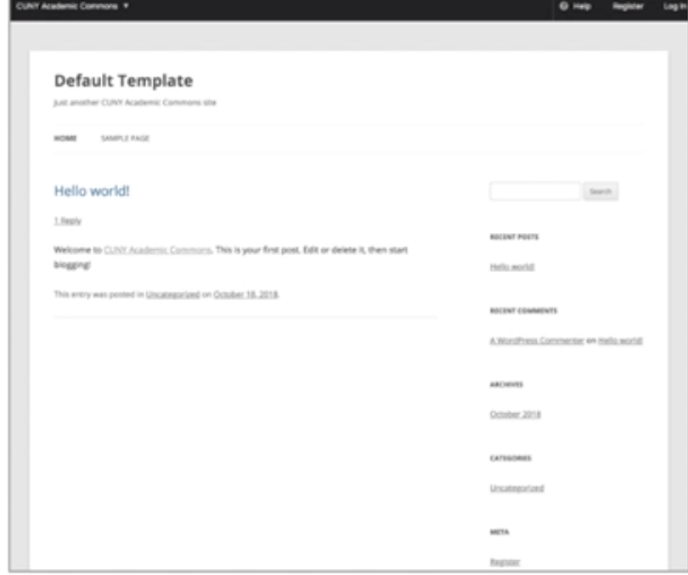 CUNY Academic Commons ▼
Help Register Log In
Default Template
Just another CUNY Academic Commons site
HOME SAMPLE PAGE
Hello world!
1 Reply
Welcome to CUNY Academic Commons. This is your first post. Edit or delete it, then start
blogging!
This entry was posted in Uncategorized on October 18, 2018.
Search
RECENT POSTS
Hello world!
RECENT COMMENTS
A WordPress Commenter on Hello world!
ARCHIVES
October 2018
CATEGORIES
Uncategorized
META
Register